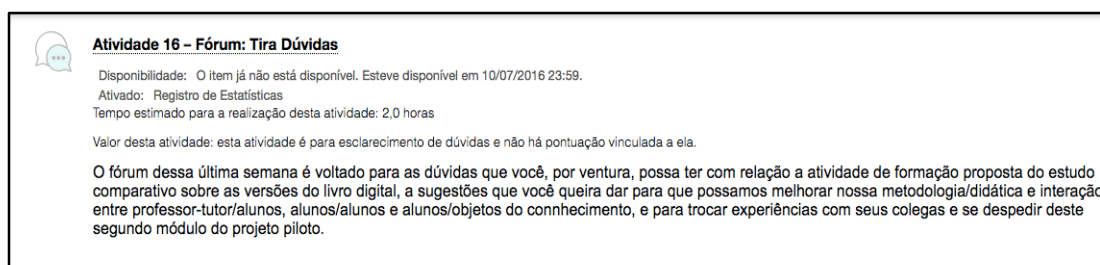 Atividade 16 – Fórum: Tira Dúvidas
Disponibilidade: O item já não está disponível. Esteve disponível em 10/07/2016 23:59.
Ativado: Registro de Estatísticas
Tempo estimado para a realização desta atividade: 2,0 horas
Valor desta atividade: esta atividade é para esclarecimento de dúvidas e não há pontuação vinculada a ela.
O fórum dessa última semana é voltado para as dúvidas que você, por ventura, possa ter com relação a atividade de formação proposta do estudo
comparativo sobre as versões do livro digital, a sugestões que você queira dar para que possamos melhorar nossa metodologia/didática e interação
entre professor-tutor/alunos, alunos/alunos e alunos/objetos do connhecimento, e para trocar experiências com seus colegas e se despedir deste
segundo módulo do projeto piloto.